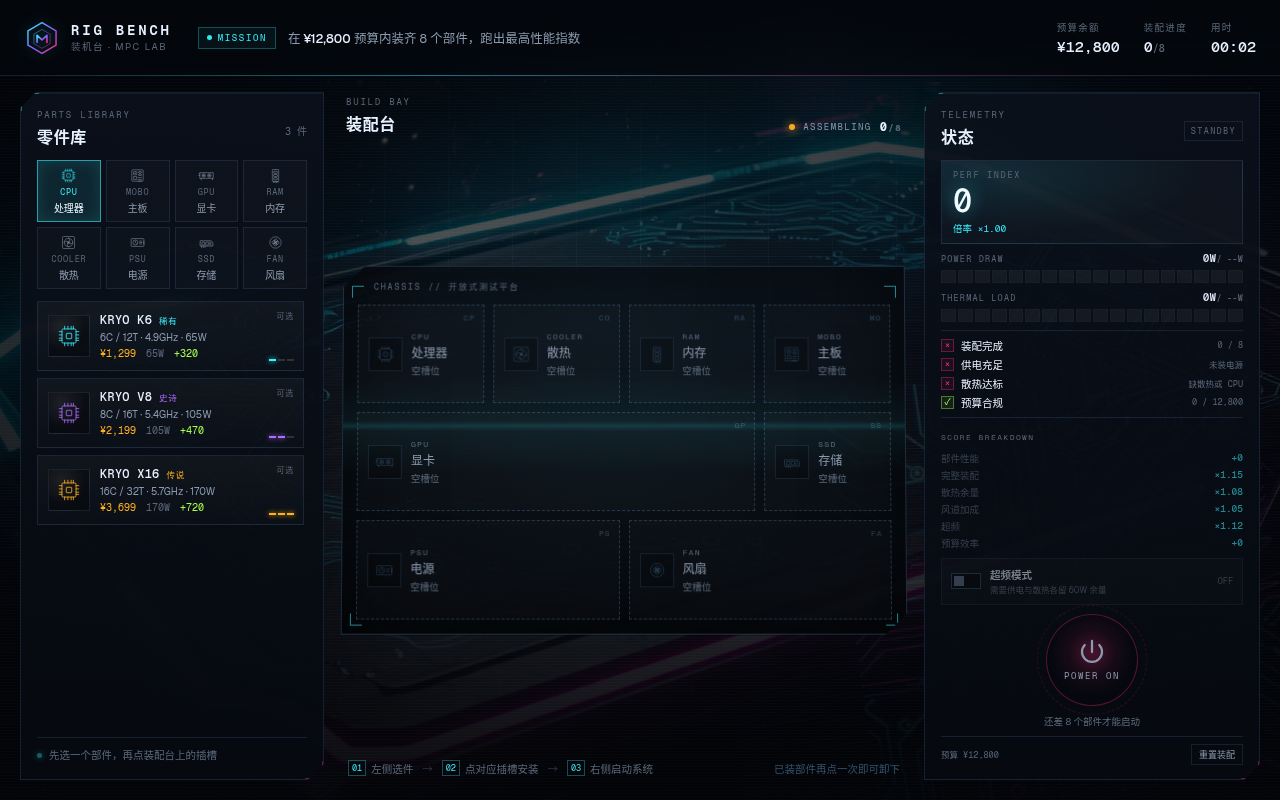 RIG BENCH
装机台 · MPC LAB
MISSION
在 ¥12,800 预算内装齐 8 个部件，跑出最高性能指数
预算余额
¥12,800
装配进度
0/8
用时
00:02
PARTS LIBRARY
零件库
3 件
CPU
处理器
MOBO
主板
GPU
显卡
RAM
内存
COOLER
散热
PSU
电源
SSD
存储
FAN
风扇
KRYO K6 稀有
可选
6C / 12T · 4.9GHz · 65W
¥1,299 65W +320
KRYO V8 史诗
可选
8C / 16T · 5.4GHz · 105W
¥2,199 105W +470
KRYO X16 传说
可选
16C / 32T · 5.7GHz · 170W
¥3,699 170W +720
先选一个部件，再点装配台上的插槽
BUILD BAY
装配台
ASSEMBLING 0/8
CHASSIS // 开放式测试平台
CP
CPU
处理器
空槽位
CO
COOLER
散热
空槽位
RA
RAM
内存
空槽位
MO
MOBO
主板
空槽位
GP
GPU
显卡
空槽位
SS
SSD
存储
空槽位
PS
PSU
电源
空槽位
FA
FAN
风扇
空槽位
01 左侧选件 → 02 点对应插槽安装 → 03 右侧启动系统
已装部件再点一次即可卸下
TELEMETRY
状态
STANDBY
PERF INDEX
0
倍率 ×1.00
POWER DRAW 0W/ --W
THERMAL LOAD 0W/ --W
装配完成 0 / 8
供电充足 未装电源
散热达标 缺散热或 CPU
预算合规 0 / 12,800
SCORE BREAKDOWN
部件性能 +0
完整装配 ×1.15
散热余量 ×1.08
风道加成 ×1.05
超频 ×1.12
预算效率 +0
超频模式
需要供电与散热各留 60W 余量
OFF
POWER ON
还差 8 个部件才能启动
预算 ¥12,800
重置装配